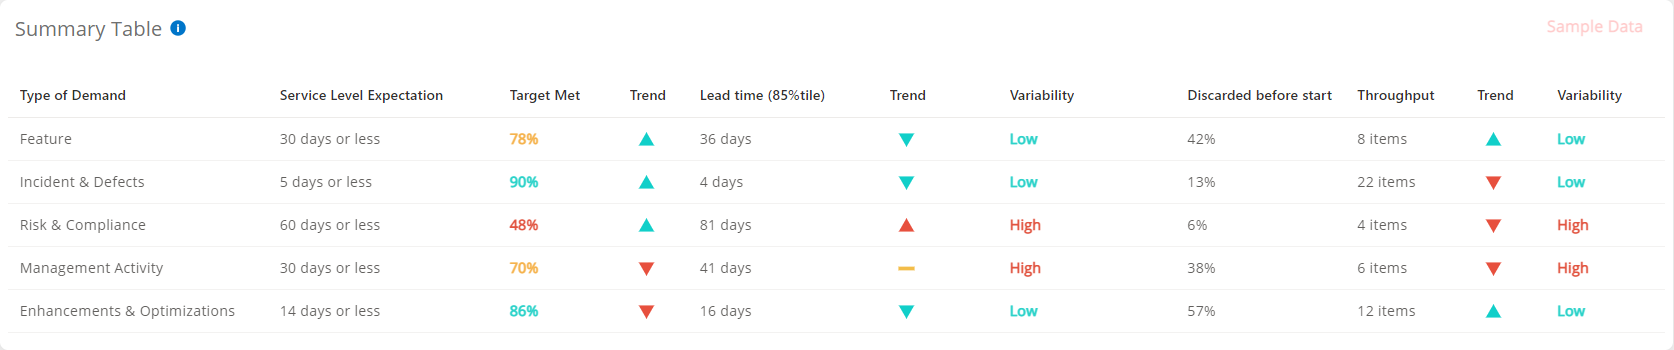 Summary Table
Sample Data
Type of Demand Service Level Expectation Target Met Trend Lead time (85%tile) Trend Variability Discarded before start Throughput Trend Variability
Feature 30 days or less 78% 36 days Low 42% 8 items Low
Incident & Defects 5 days or less 90% 4 days Low 13% 22 items Low
Risk & Compliance 60 days or less 48% 81 days High 6% 4 items High
Management Activity 30 days or less 70% 41 days High 38% 6 items High
Enhancements & Optimizations 14 days or less 86% 16 days Low 57% 12 items Low